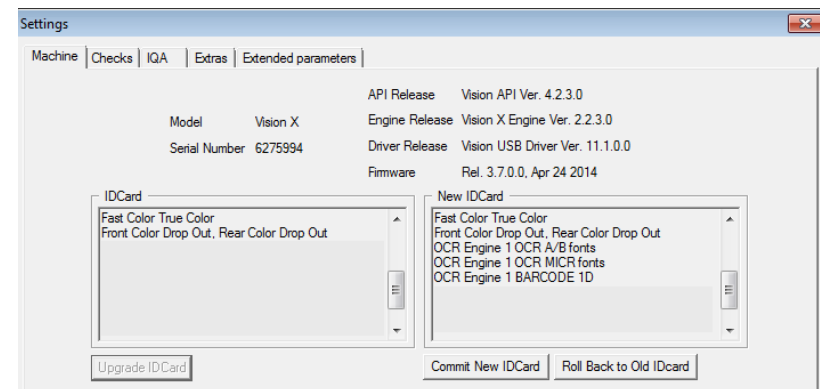 Settings
Machine Checks IQA Extras Extended parameters
API Release Vision API Ver. 4.2.3.0
Model Vision X Engine Release Vision X Engine Ver. 2.2.3.0
Serial Number 6275994 Driver Release Vision USB Driver Ver. 11.1.0.0
Firmware Rel. 3.7.0.0, Apr 24 2014
IDCard
Fast Color True Color
Front Color Drop Out, Rear Color Drop Out
Upgrade IDCard
New IDCard
Fast Color True Color
Front Color Drop Out, Rear Color Drop Out
OCR Engine 1 OCR A/B fonts
OCR Engine 1 OCR MICR fonts
OCR Engine 1 BARCODE 1D
Commit New IDCard Roll Back to Old IDcard